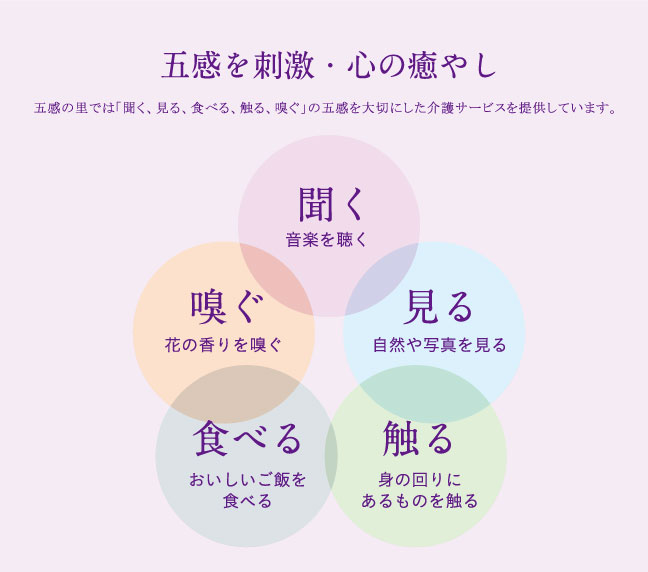 五感を刺激・心の癒やし
五感の里では「聞く、見る、食べる、触る、嗅ぐ」の五感を大切にした介護サービスを提供しています。
聞く
音楽を聴く
嗅ぐ
花の香りを嗅ぐ
見る
自然や写真を見る
食べる
おいしいご飯を
食べる
触る
身の回りに
あるものを触る